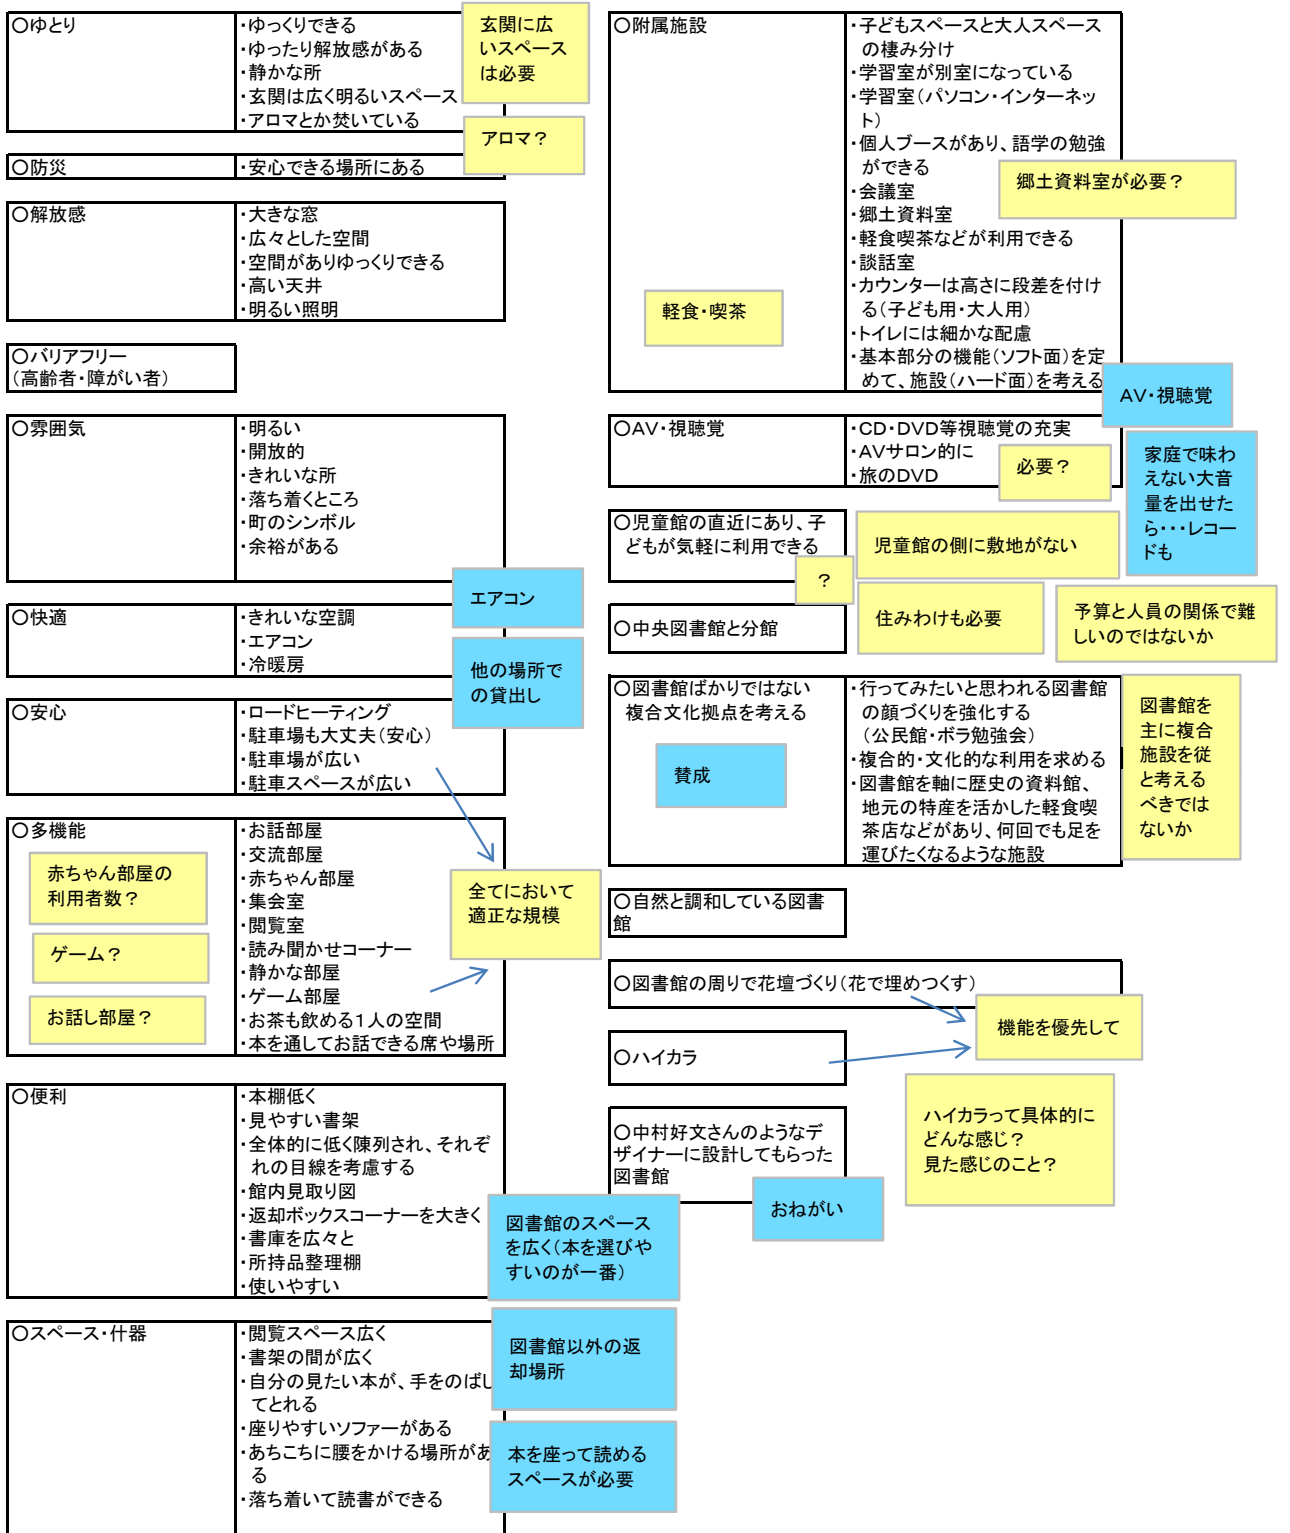 〇ゆとり
・ゆっくりできる
・ゆったり解放感がある
・静かな所
・玄関は広く明るいスペース
・アロマとか焚いている
玄関に広
いスペース
は必要
アロマ？
〇防災
・安心できる場所にある
〇解放感
・大きな窓
・広々とした空間
・空間がありゆっくりできる
・高い天井
・明るい照明
〇バリアフリー
（高齢者・障がい者）
〇雰囲気
・明るい
・開放的
・きれいな所
・落ち着くところ
・町のシンボル
・余裕がある
エアコン
〇快適
・きれいな空調
・エアコン
・冷暖房
他の場所で
の貸出し
〇安心
・ロードヒーティング
・駐車場も大丈夫（安心）
・駐車場が広い
・駐車スペースが広い
〇多機能
・お話部屋
・交流部屋
・赤ちゃん部屋
・集会室
・閲覧室
・読み聞かせコーナー
・静かな部屋
・ゲーム部屋
・お茶も飲める１人の空間
・本を通してお話できる席や場所
赤ちゃん部屋の
利用者数？
ゲーム？
お話し部屋？
全てにおいて
適正な規模
〇便利
・本棚低く
・見やすい書架
・全体的に低く陳列され、それぞ
れの目線を考慮する
・館内見取り図
・返却ボックスコーナーを大きく
・書庫を広々と
・所持品整理棚
・使いやすい
図書館のスペース
を広く（本を選びや
すいのが一番）
〇スペース・什器
・閲覧スペース広く
・書架の間が広く
・自分の見たい本が、手をのばし
てとれる
・座りやすいソファーがある
・あちこちに腰をかける場所があ
る
・落ち着いて読書ができる
図書館以外の返
却場所
本を座って読める
スペースが必要
〇附属施設
・子どもスペースと大人スペース
の棲み分け
・学習室が別室になっている
・学習室（パソコン・インターネッ
ト）
・個人ブースがあり、語学の勉強
ができる
・会議室
・郷土資料室
・軽食喫茶などが利用できる
・談話室
・カウンターは高さに段差を付け
る（子ども用・大人用）
・トイレには細かな配慮
・基本部分の機能（ソフト面）を定
めて、施設（ハード面）を考える
郷土資料室が必要？
軽食・喫茶
AV・視聴覚
〇AV・視聴覚
・CD・DVD等視聴覚の充実
・AVサロン的に
・旅のDVD
必要？
家庭で味わ
えない大音
量を出せた
ら・・・レコー
ドも
〇児童館の直近にあり、子
どもが気軽に利用できる
？
児童館の側に敷地がない
〇中央図書館と分館
住みわけも必要
予算と人員の関係で難
しいのではないか
〇図書館ばかりではない
複合文化拠点を考える
・行ってみたいと思われる図書館
の顔づくりを強化する
（公民館・ボラ勉強会）
・複合的・文化的な利用を求める
・図書館を軸に歴史の資料館、
地元の特産を活かした軽食喫
茶店などがあり、何回でも足を
運びたくなるような施設
賛成
図書館を
主に複合
施設を従
と考える
べきでは
ないか
〇自然と調和している図書
館
〇図書館の周りで花壇づくり（花で埋めつくす）
機能を優先して
〇ハイカラ
ハイカラって具体的に
どんな感じ？
見た感じのこと？
〇中村好文さんのようなデ
ザイナーに設計してもらった
図書館
おねがい